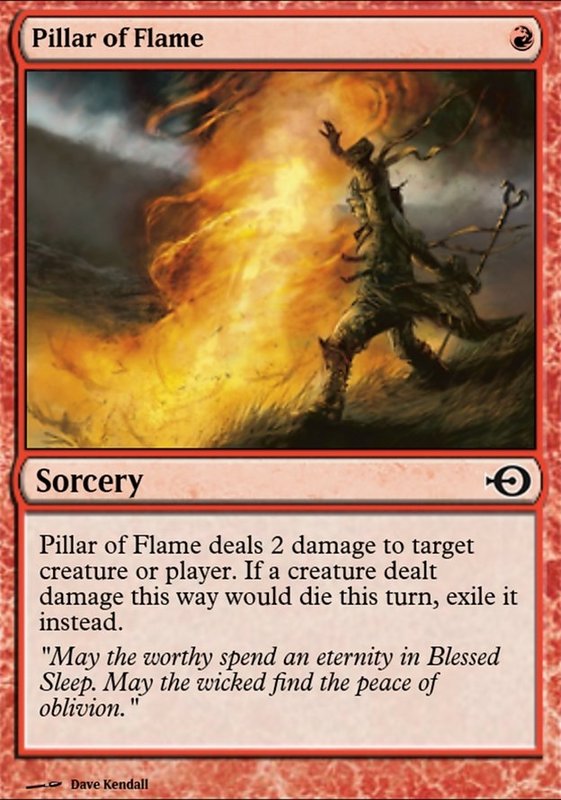 Pillar of Flame
Sorcery
Pillar of Flame deals 2 damage to target
creature or player. If a creature dealt
damage this way would die this turn, exile it
instead.
"May the worthy spend an eternity in Blessed
Sleep. May the wicked find the peace of
oblivion."
Dave Kendall